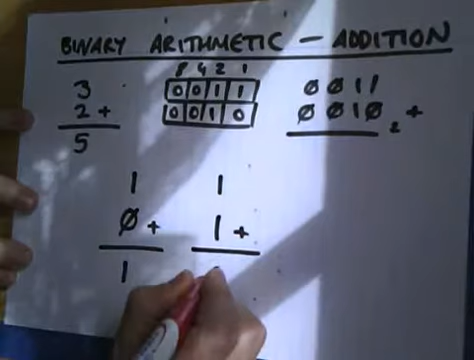 BINARY ARITHMETIC - ADDITION
3
2 +
5
8 4 2 1
0 0 1 1
0 0 1 0
0 0 1 1
0 0 1 0 2 +
1
0 +
1
1
1 +